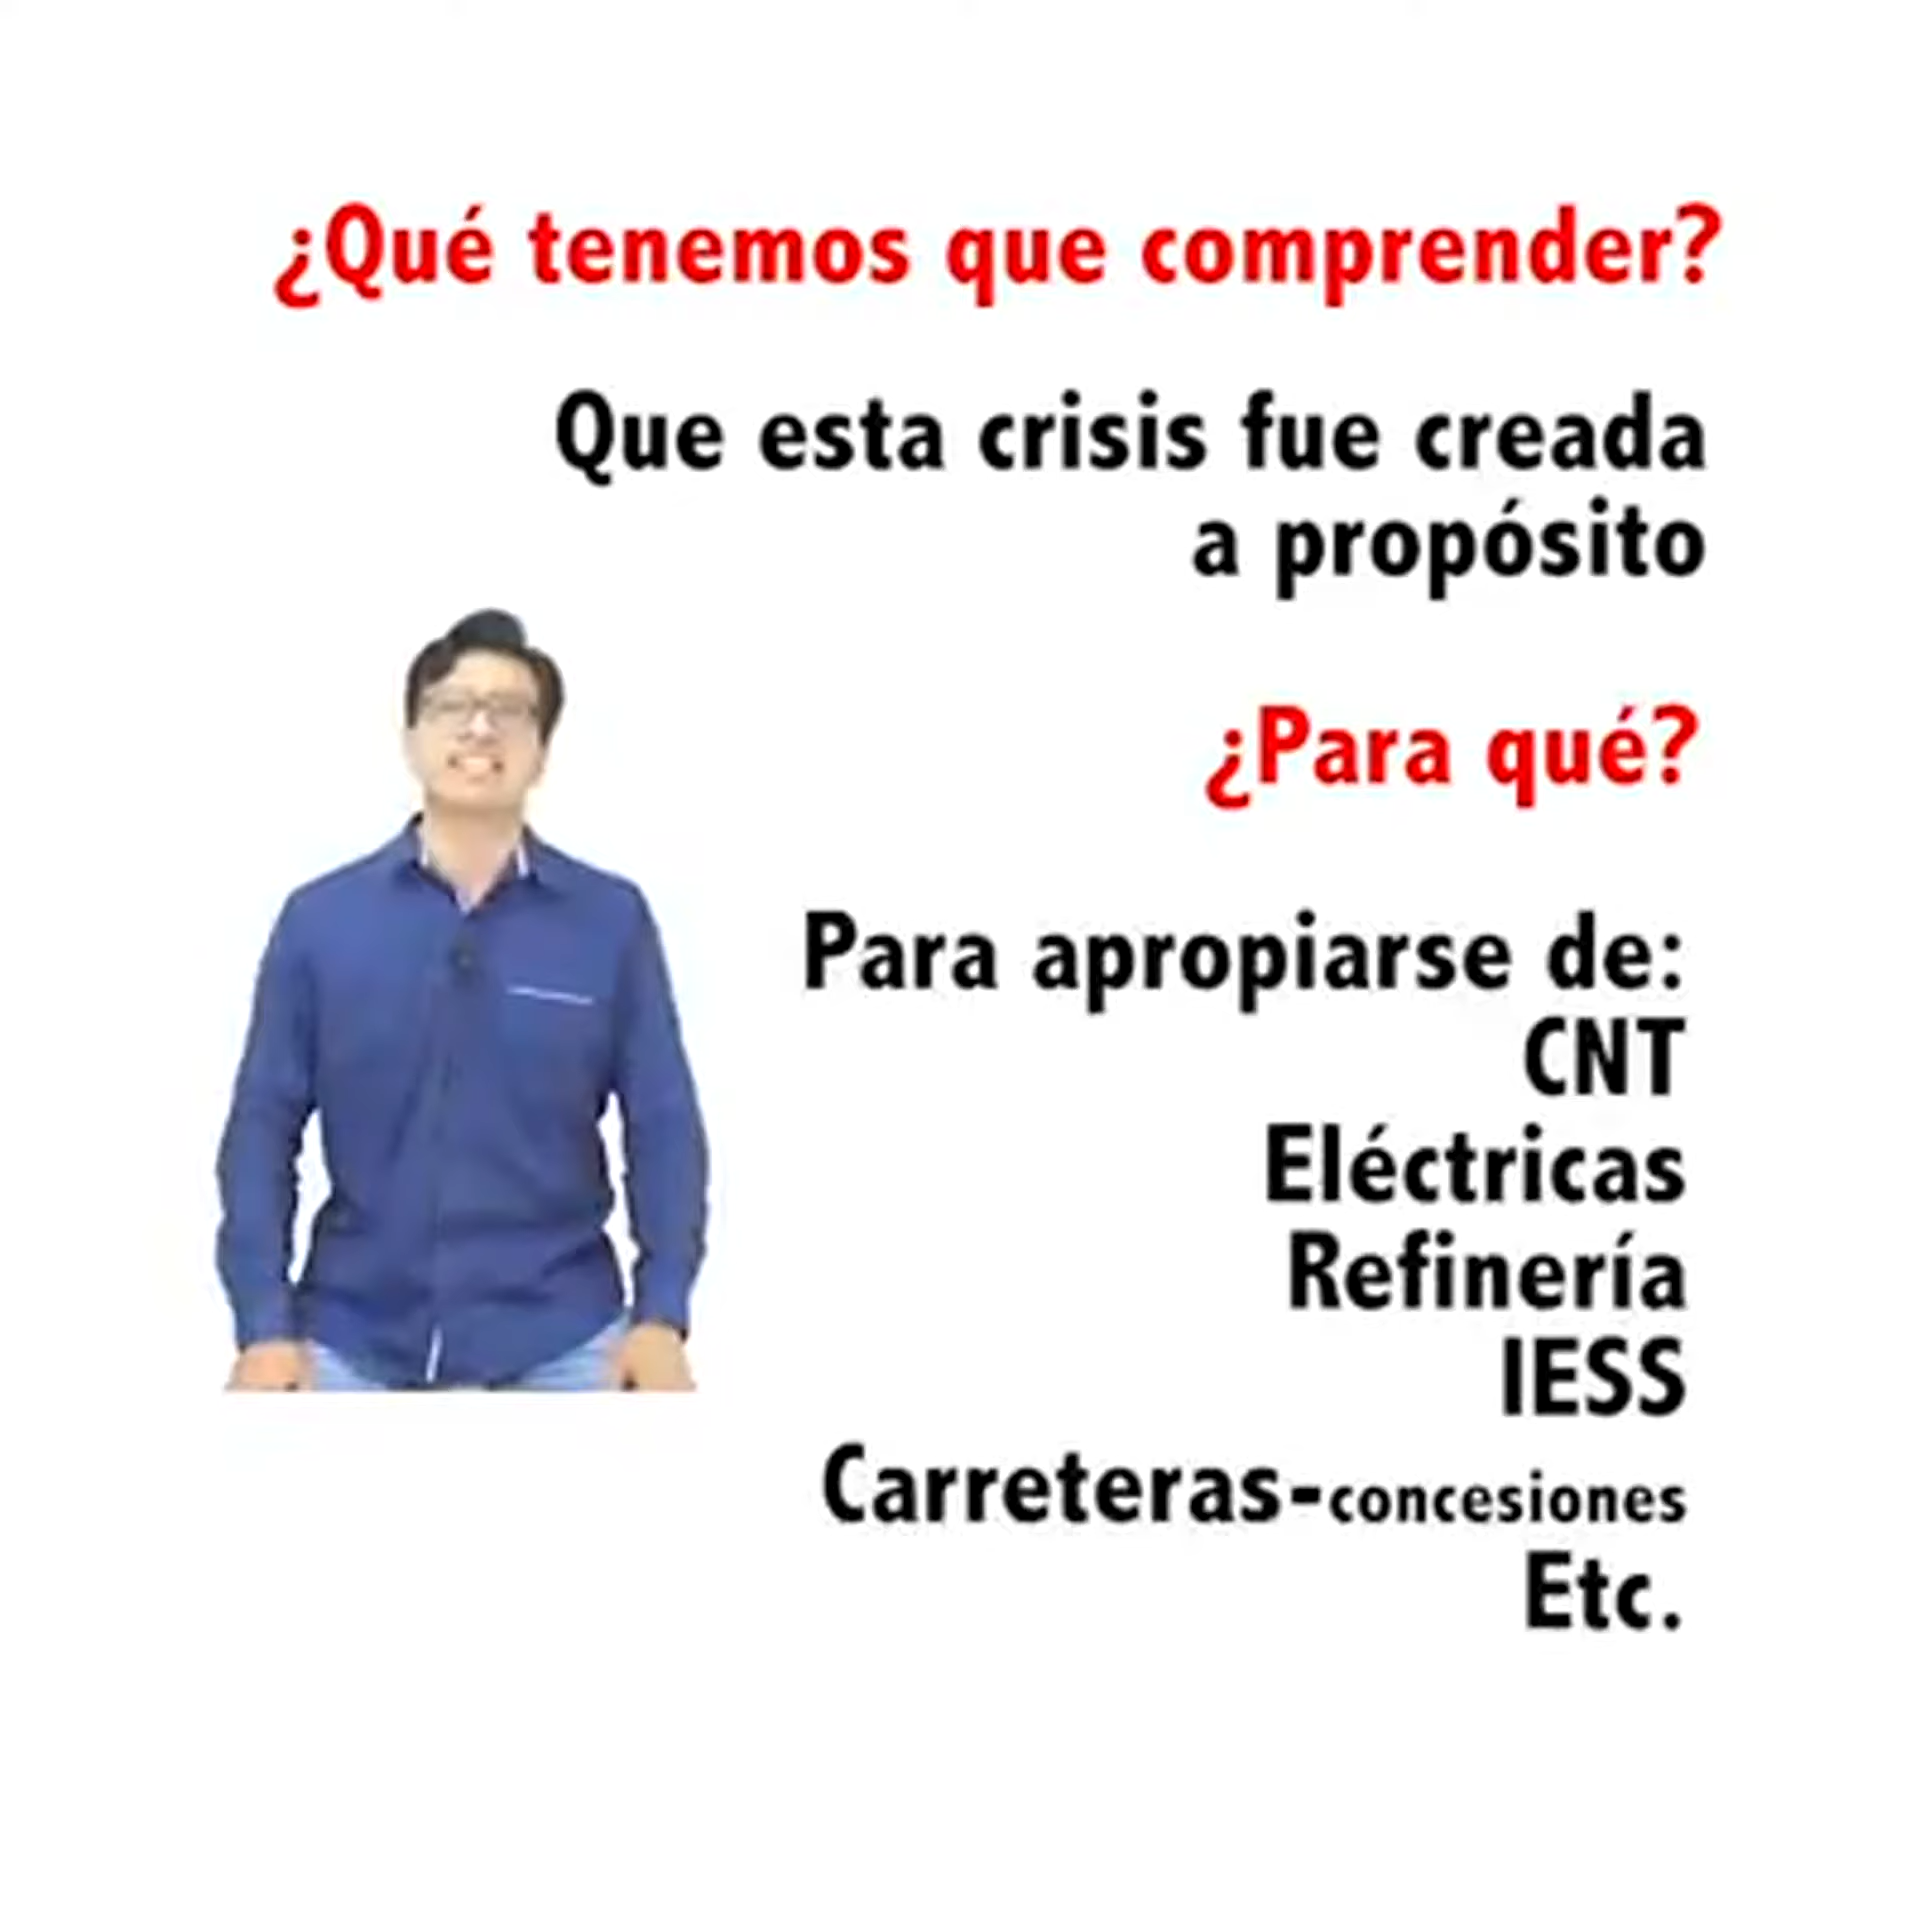 ¿Qué tenemos que comprender?
Que esta crisis fue creada
a propósito
¿Para qué?
Para apropiarse de:
CNT
Eléctricas
Refinería
IESS
Carreteras-concesiones
Etc.